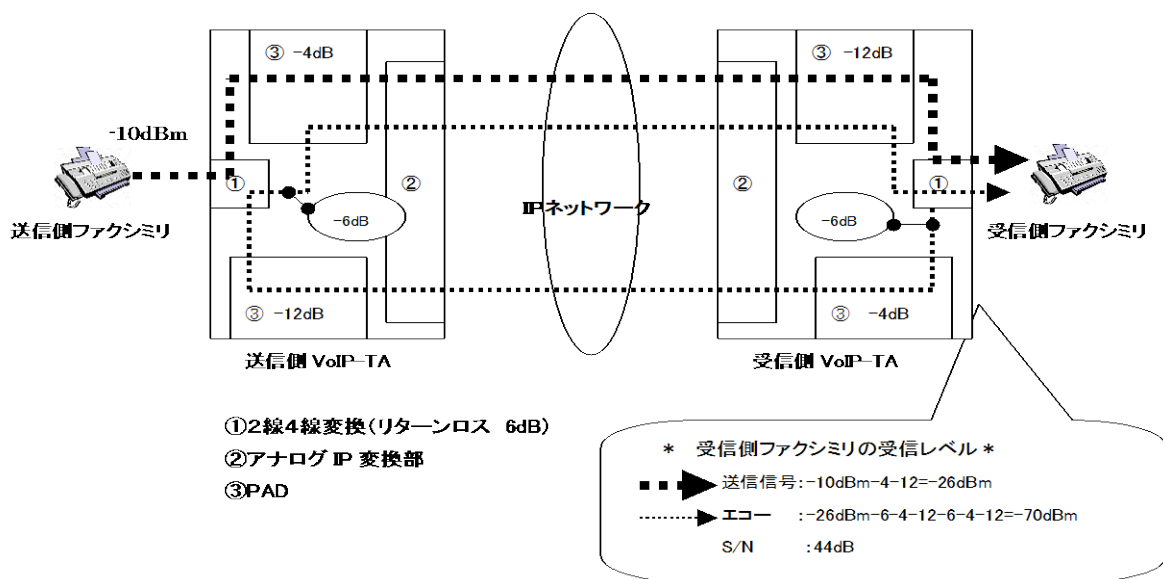 ③ -4dB
③ -12dB
-10dBm
①
②
②
①
-6dB
IPネットワーク
-6dB
送信側ファクシミリ
受信側ファクシミリ
③ -12dB
③ -4dB
送信側 VoIP-TA
受信側 VoIP-TA
①2線4線変換(リターンロス 6dB)
②アナログ IP 変換部
③PAD
* 受信側ファクシミリの受信レベル *
送信信号:-10dBm-4-12=-26dBm
エコー :-26dBm-6-4-12-6-4-12=-70dBm
S/N :44dB